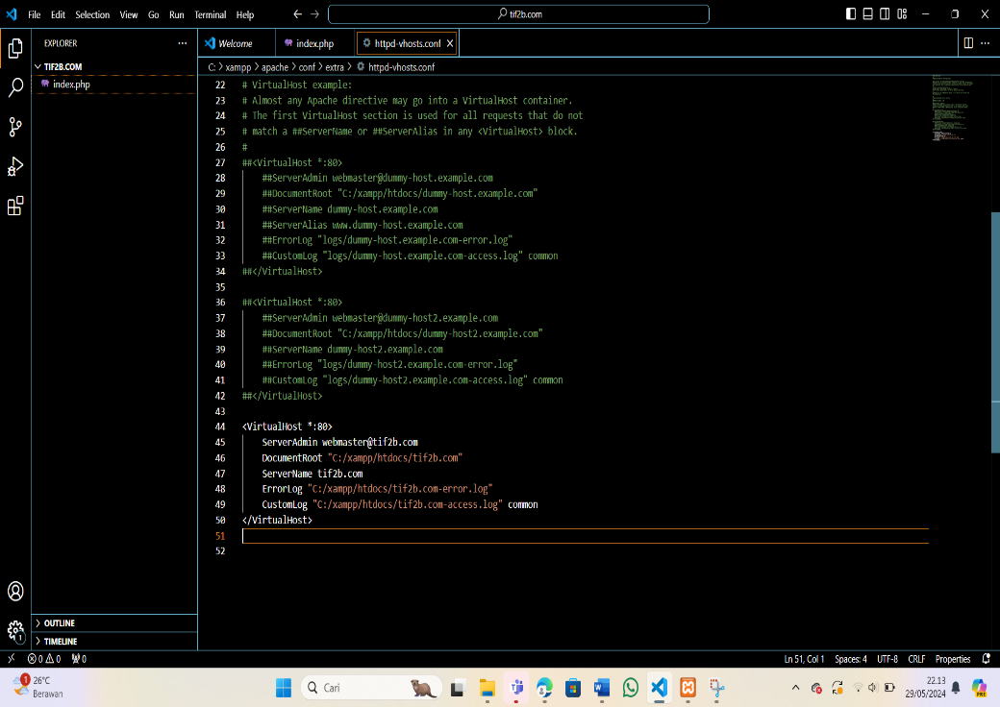 File Edit Selection View Go Run Terminal Help
tif2b.com
EXPLORER
Welcome index.php httpd-vhosts.conf
TIF2B.COM
index.php
C: > xampp > apache > conf > extra > httpd-vhosts.conf
22 # VirtualHost example:
23 # Almost any Apache directive may go into a VirtualHost container.
24 # The first VirtualHost section is used for all requests that do not
25 # match a ##ServerName or ##ServerAlias in any <VirtualHost> block.
26 #
27 ##<VirtualHost *:80>
28 ##ServerAdmin webmaster@dummy-host.example.com
29 ##DocumentRoot "C:/xampp/htdocs/dummy-host.example.com"
30 ##ServerName dummy-host.example.com
31 ##ServerAlias www.dummy-host.example.com
32 ##ErrorLog "logs/dummy-host.example.com-error.log"
33 ##CustomLog "logs/dummy-host.example.com-access.log" common
34 ##</VirtualHost>
35
36 ##<VirtualHost *:80>
37 ##ServerAdmin webmaster@dummy-host2.example.com
38 ##DocumentRoot "C:/xampp/htdocs/dummy-host2.example.com"
39 ##ServerName dummy-host2.example.com
40 ##ErrorLog "logs/dummy-host2.example.com-error.log"
41 ##CustomLog "logs/dummy-host2.example.com-access.log" common
42 ##</VirtualHost>
43
44 <VirtualHost *:80>
45 ServerAdmin webmaster@tif2b.com
46 DocumentRoot "C:/xampp/htdocs/tif2b.com"
47 ServerName tif2b.com
48 ErrorLog "C:/xampp/htdocs/tif2b.com-error.log"
49 CustomLog "C:/xampp/htdocs/tif2b.com-access.log" common
50 </VirtualHost>
51
52
OUTLINE
TIMELINE
1
0 0 0
Ln 51, Col 1 Spaces: 4 UTF-8 CRLF Properties
1
26°C
Berawan
Cari
22.13
29/05/2024
PRE